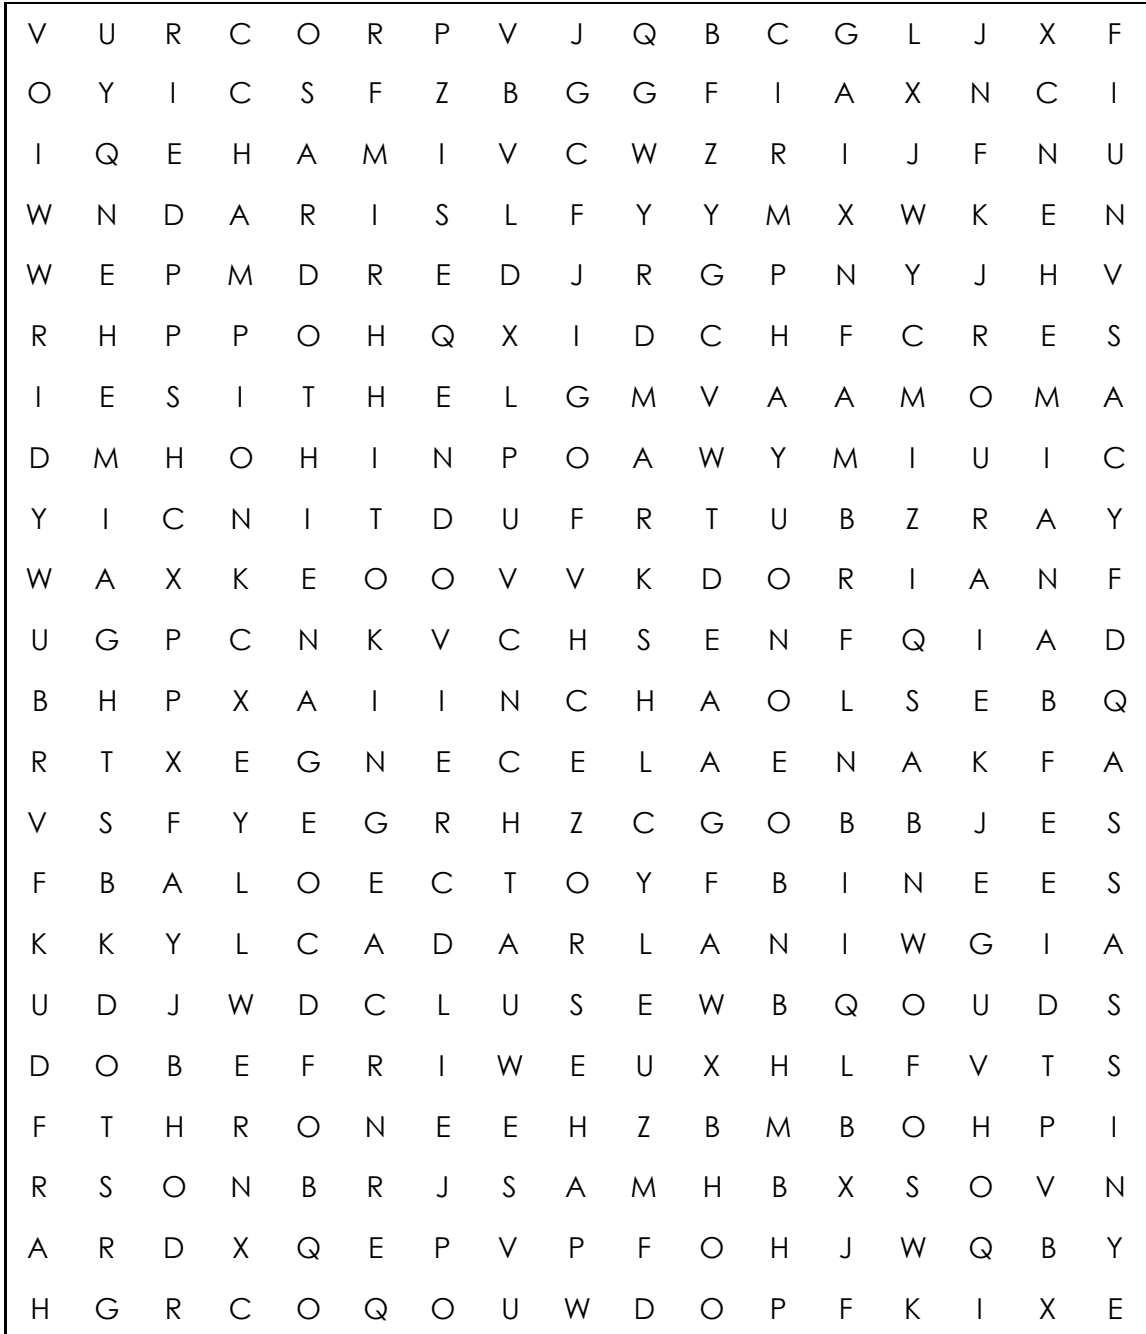 V U R C O R P V J Q B C G L J X F
O Y I C S F Z B G G F I A X N C I
I Q E H A M I V C W Z R I J F N U
W N D A R I S L F Y Y M X W K E N
W E P M D R E D J R G P N Y J H V
R H P P O H Q X I D C H F C R E S
I E S I T H E L G M V A A M O M A
D M H O H I N P O A W Y M I U I C
Y I C N I T D U F R T U B Z R A Y
W A X K E O O V V K D O R I A N F
U G P C N K V C H S E N F Q I A D
B H P X A I I N C H A O L S E B Q
R T X E G N E C E L A E N A K F A
V S F Y E G R H Z C G O B B J E S
F B A L O E C T O Y F B I N E E S
K K Y L C A D A R L A N I W G I A
U D J W D C L U S E W B Q O U D S
D O B E F R I W E U X H L F V T S
F T H R O N E E H Z B M B O H P I
R S O N B R J S A M H B X S O V N
A R D X Q E P V P F O H J W Q B Y
H G R C O Q O U W D O P F K I X E